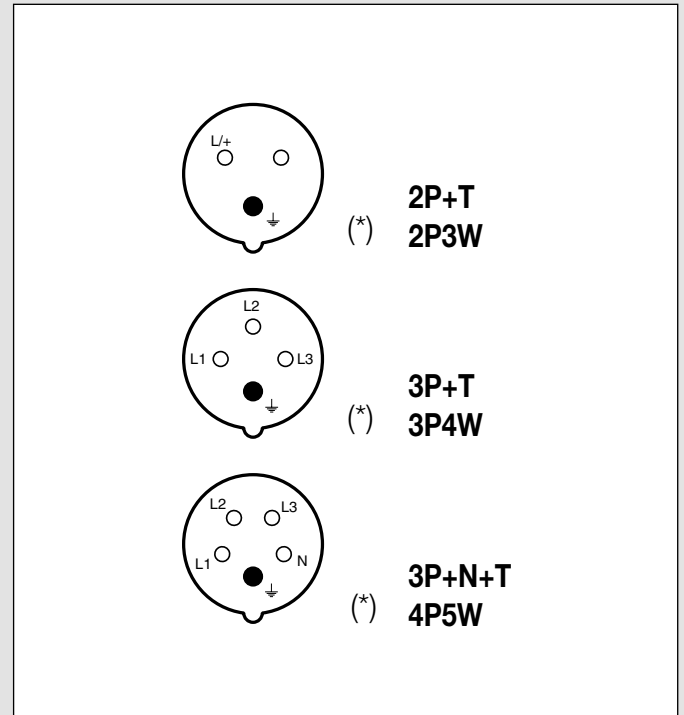 L/+
(*) 2P+T
2P3W
L2
L1 L3
(*) 3P+T
3P4W
L2 L3
L1 N
(*) 3P+N+T
4P5W